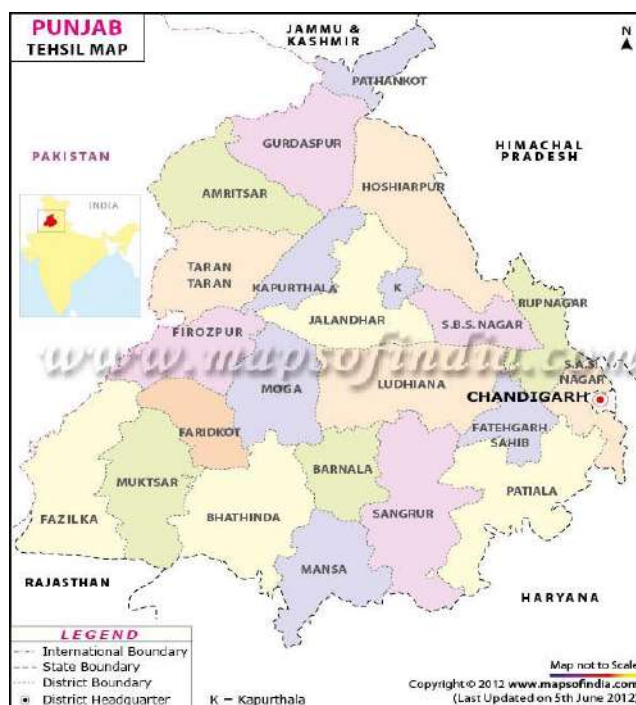 PUNJAB
TEHSIL MAP
JAMMU &
KASHMIR
N
PATHANKOT
GURDASPUR
PAKISTAN
HIMACHAL
PRADESH
HOSHIARPUR
AMRITSAR
INDIA
TARAN
TARAN
KAPURTHALA
K
RUPNAGAR
JALANDHAR
S.B.S.NAGAR
FIROZPUR
www.mapsofindia.com
S.A.S
NAGAR
MOGA
LUDHIANA
CHANDIGARH
FARIDKOT
FATEHGARH
SAHIB
BARNALA
MUKTSAR
PATIALA
FAZILKA
BHATHINDA
SANGRUR
MANSA
RAJASTHAN
HARYANA
LEGEND
International Boundary
State Boundary
District Boundary
District Headquarter
K - Kapurthala
Map not to Scale
Copyright © 2012 www.mapsofindia.com
(Last Updated on 5th June 2012)